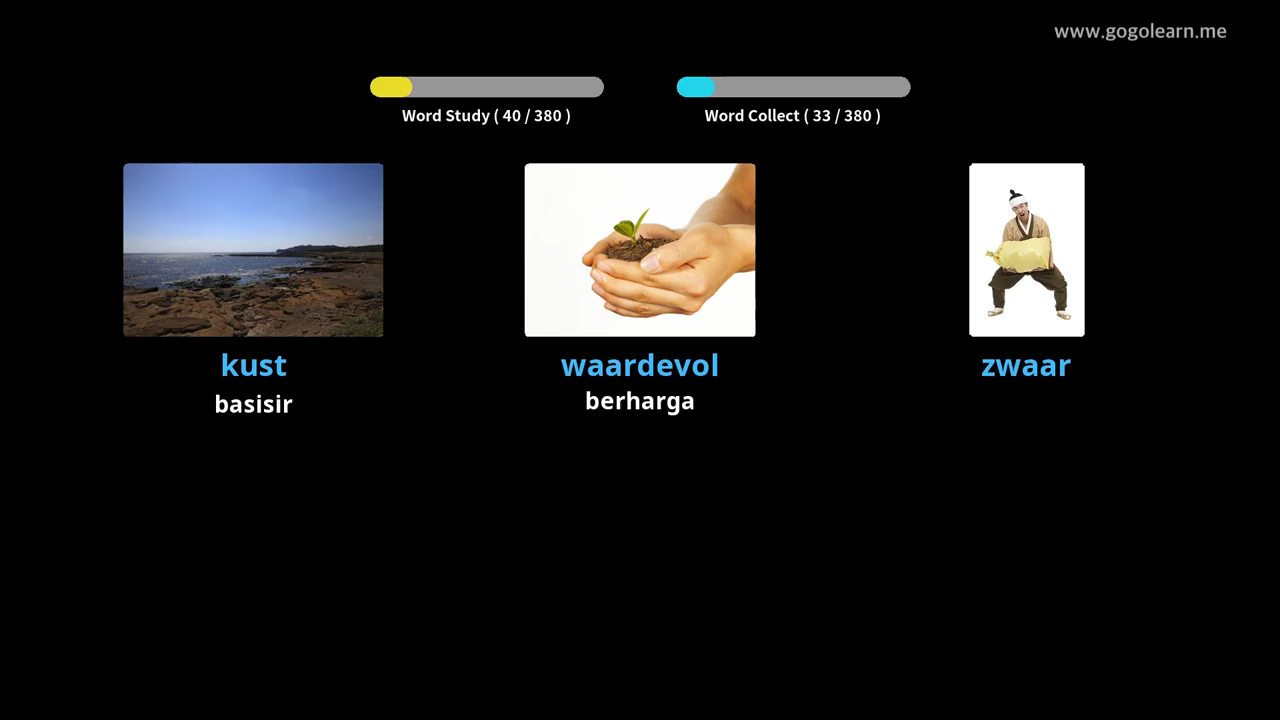 www.gogolearn.me
Word Study ( 40 / 380 )
Word Collect ( 33 / 380 )
kust
basisir
waardevol
berharga
zwaar